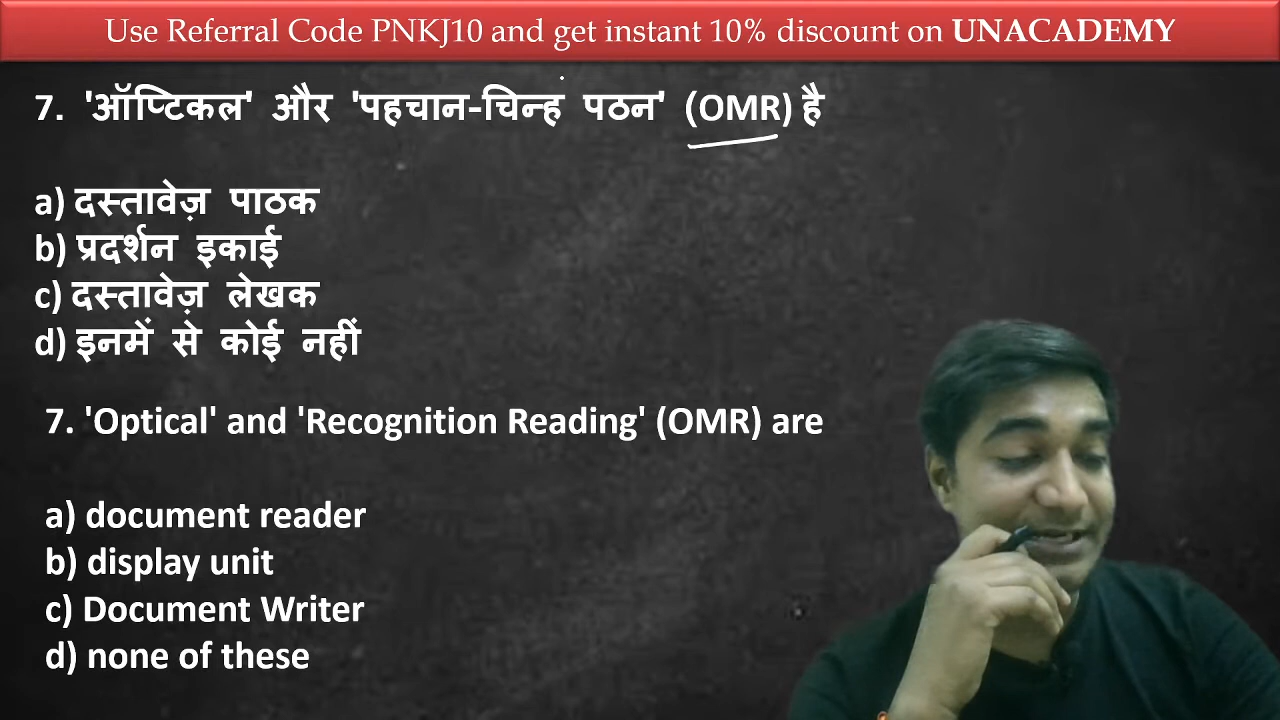 Use Referral Code PNKJ10 and get instant 10% discount on UNACADEMY
7. 'ऑप्टिकल' और 'पहचान-चिन्ह पठन' (OMR) है
a) दस्तावेज़ पाठक
b) प्रदर्शन इकाई
c) दस्तावेज़ लेखक
d) इनमें से कोई नहीं
7. 'Optical' and 'Recognition Reading' (OMR) are
a) document reader
b) display unit
c) Document Writer
d) none of these